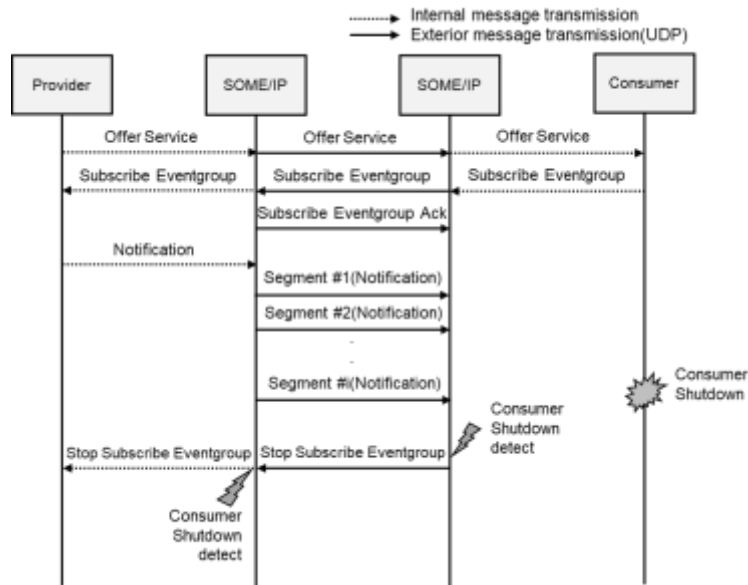 Internal message transmission
Exterior message transmission(UDP)
Provider
SOME/IP
SOME/IP
Consumer
Offer Service
Offer Service
Offer Service
Subscribe Eventgroup
Subscribe Eventgroup
Subscribe Eventgroup
Subscribe Eventgroup Ack
Notification
Segment #1(Notification)
Segment #2(Notification)
.
.
Segment #i(Notification)
Consumer
Shutdown
Consumer
Shutdown
detect
Stop Subscribe Eventgroup
Stop Subscribe Eventgroup
Consumer
Shutdown
detect